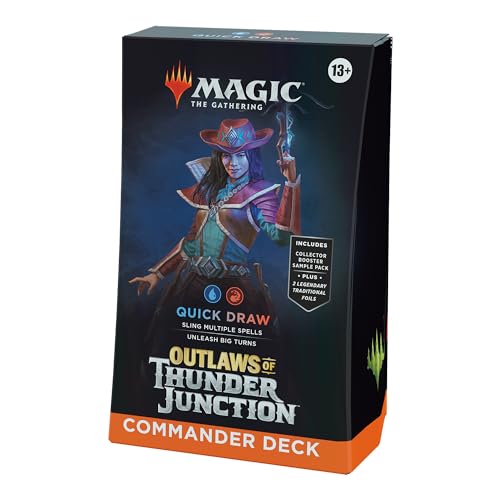 QUICK DRAW
MAGIC
THE GATHERING
13+
INCLUDES
COLLECTOR
BOOSTER
SAMPLE PACK
• PLUS •
2 LEGENDARY
TRADITIONAL
FOILS
QUICK DRAW
SLING MULTIPLE SPELLS
UNLEASH BIG TURNS
OUTLAWS OF
THUNDER
JUNCTION
COMMANDER DECK